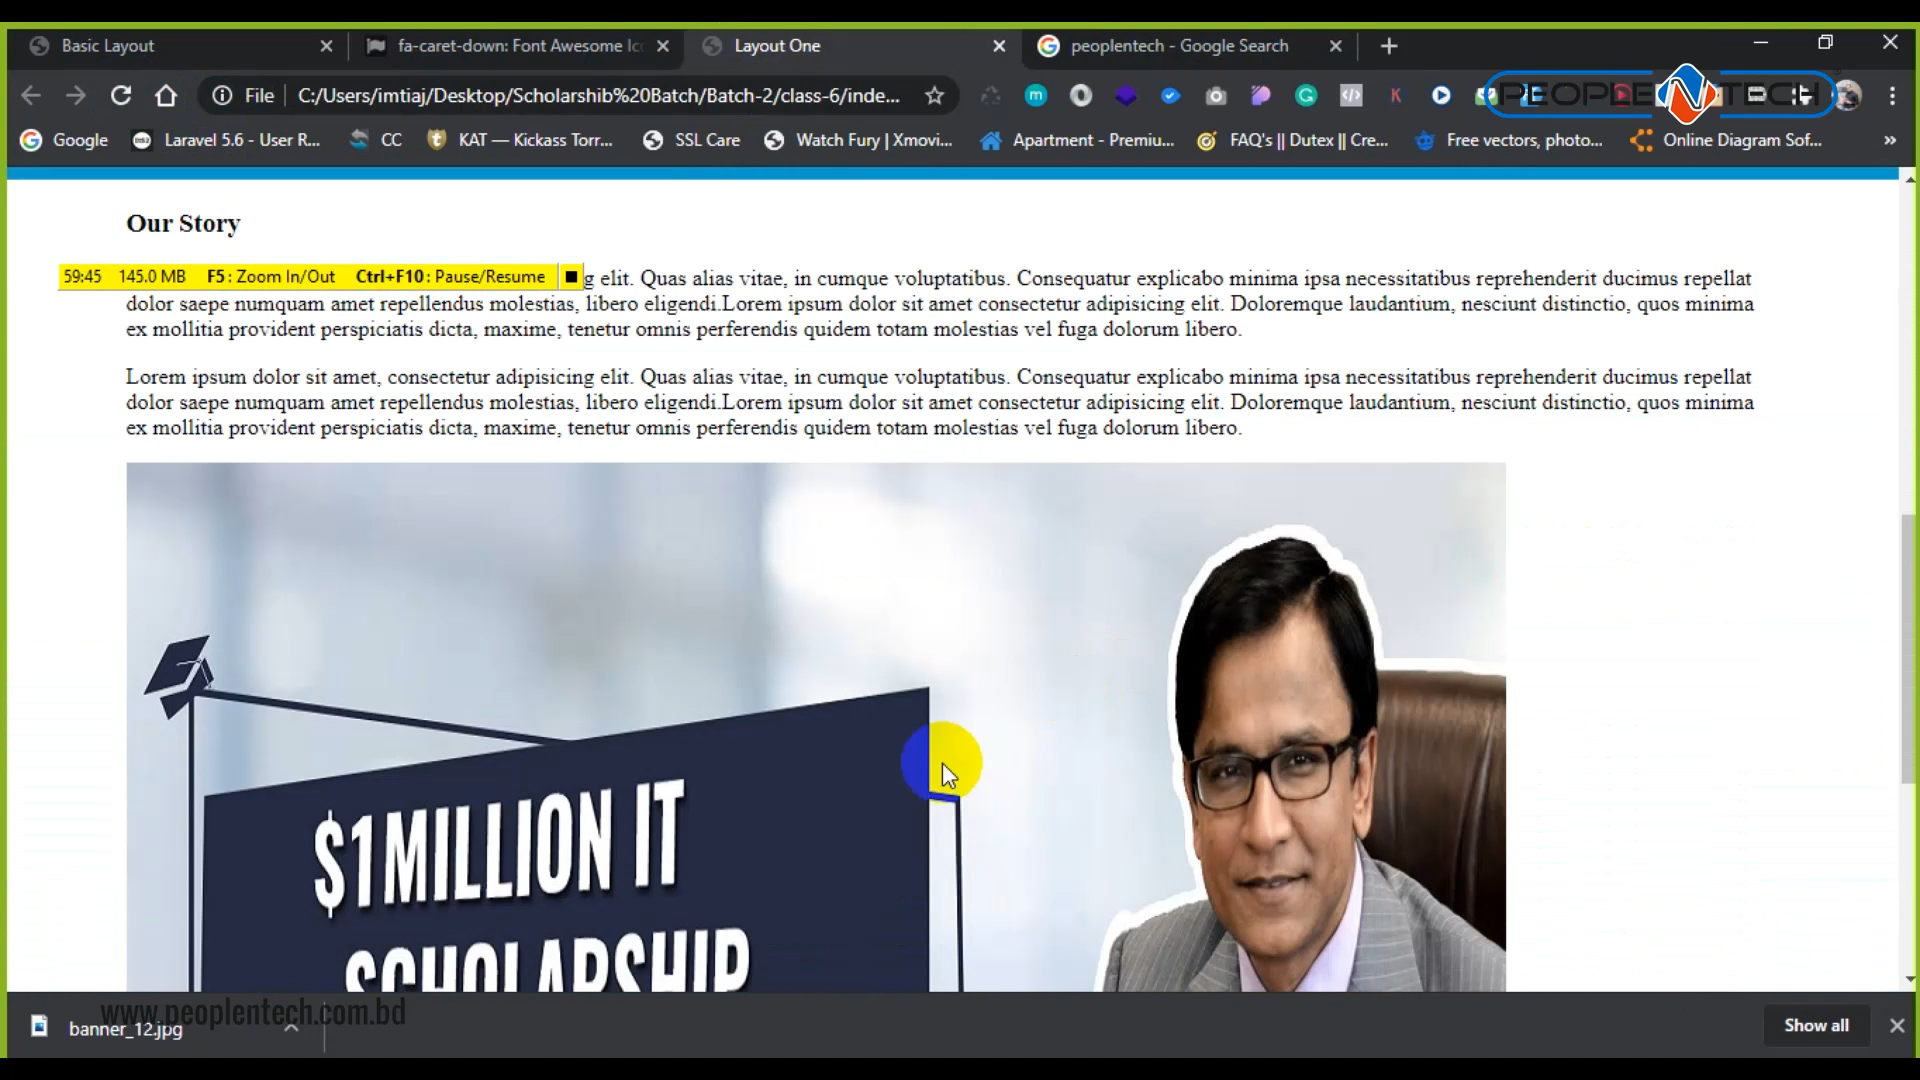 Basic Layout
fa-caret-down: Font Awesome Ic
Layout One
peoplentech - Google Search
File
C:/Users/imtiaj/Desktop/Scholarshib%20Batch/Batch-2/class-6/inde...
PEOPLE N TECH
Google
Laravel 5.6 - User R...
CC
KAT — Kickass Torr...
SSL Care
Watch Fury | Xmovi...
Apartment - Premiu...
FAQ's || Dutex || Cre...
Free vectors, photo...
Online Diagram Sof...
»
Our Story
59:45 145.0 MB F5: Zoom In/Out Ctrl+F10: Pause/Resume
g elit. Quas alias vitae, in cumque voluptatibus. Consequatur explicabo minima ipsa necessitatibus reprehenderit ducimus repellat
dolor saepe numquam amet repellendus molestias, libero eligendi.Lorem ipsum dolor sit amet consectetur adipisicing elit. Doloremque laudantium, nesciunt distinctio, quos minima
ex mollitia provident perspiciatis dicta, maxime, tenetur omnis perferendis quidem totam molestias vel fuga dolorum libero.
Lorem ipsum dolor sit amet, consectetur adipisicing elit. Quas alias vitae, in cumque voluptatibus. Consequatur explicabo minima ipsa necessitatibus reprehenderit ducimus repellat
dolor saepe numquam amet repellendus molestias, libero eligendi.Lorem ipsum dolor sit amet consectetur adipisicing elit. Doloremque laudantium, nesciunt distinctio, quos minima
ex mollitia provident perspiciatis dicta, maxime, tenetur omnis perferendis quidem totam molestias vel fuga dolorum libero.
$1MILLION IT
SCHOLARSHIP
www.peoplentech.com.bd
banner_12.jpg
Show all